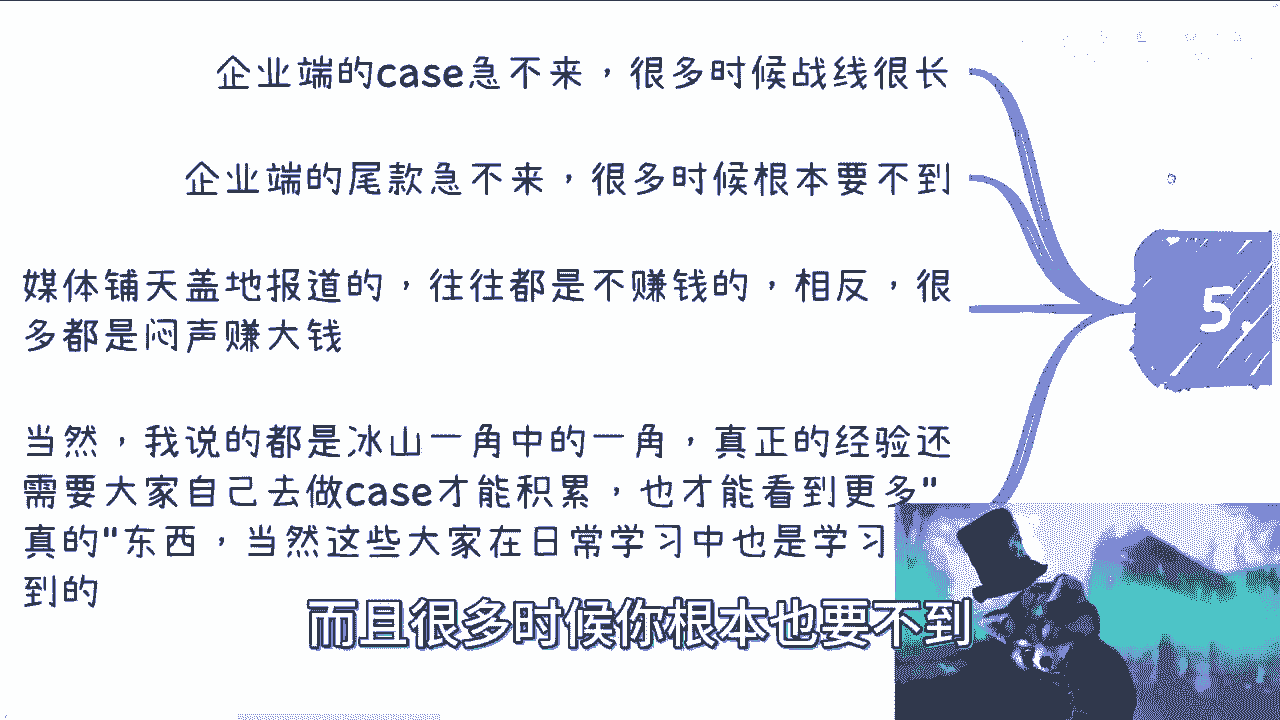 企业端的case急不来，很多时候战线很长
企业端的尾款急不来，很多时候根本要不到
媒体铺天盖地报道的，往往都是不赚钱的，相反，很
多都是闷声赚大钱
5.
当然，我说的都是冰山一角中的一角，真正的经验还
需要大家自己去做case才能积累，也才能看到更多"
真的"东西，当然这些大家在日常学习中也是学习
到的
而且很多时候你根本也要不到